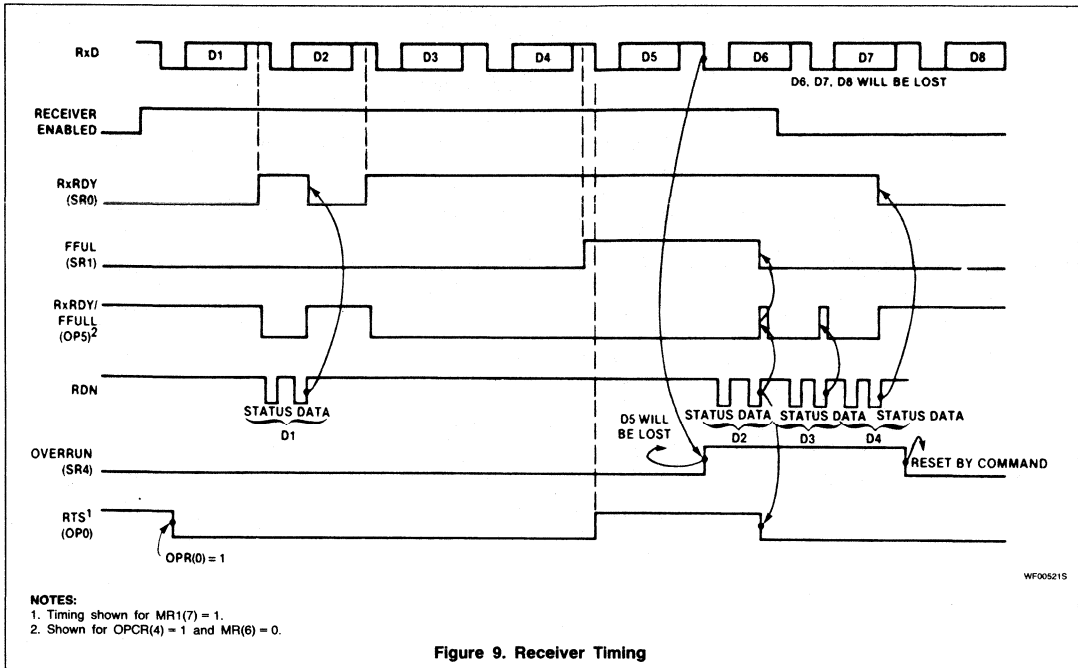 RxD D1 D2 D3 D4 D5 D6 D7 D8
D6, D7, D8 WILL BE LOST
RECEIVER
ENABLED
RxRDY
(SR0)
FFUL
(SR1)
RxRDY/
FFULL
(OP5)2
RDN
STATUS DATA
D1
D5 WILL
BE LOST
STATUS DATA STATUS DATA STATUS DATA
D2 D3 D4
OVERRUN
(SR4)
RESET BY COMMAND
RTS1
(OP0)
OPR(0) = 1
WF00521S
NOTES:
1. Timing shown for MR1(7) = 1.
2. Shown for OPCR(4) = 1 and MR(6) = 0.
Figure 9. Receiver Timing